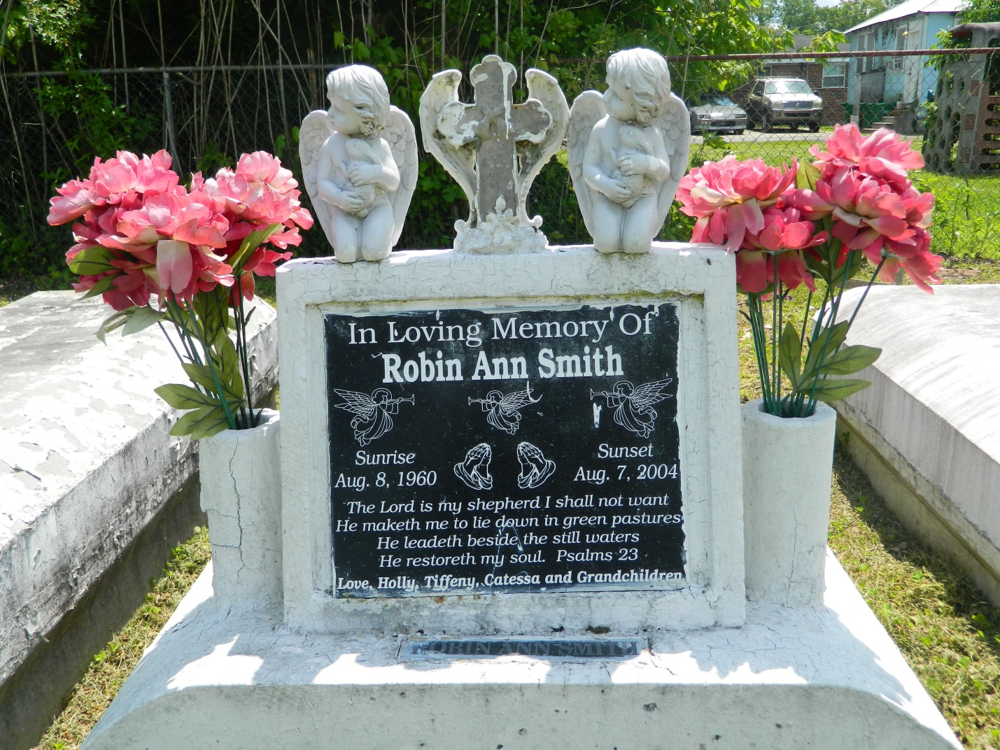 In Loving Memory Of
Robin Ann Smith
Sunrise
Aug. 8, 1960
Sunset
Aug. 7, 2004
The Lord is my shepherd I shall not want
He maketh me to lie down in green pastures
He leadeth beside the still waters
He restoreth my soul. Psalms 23
Love, Holly, Tiffeny, Catessa and Grandchildren
ROBIN ANN SMITH